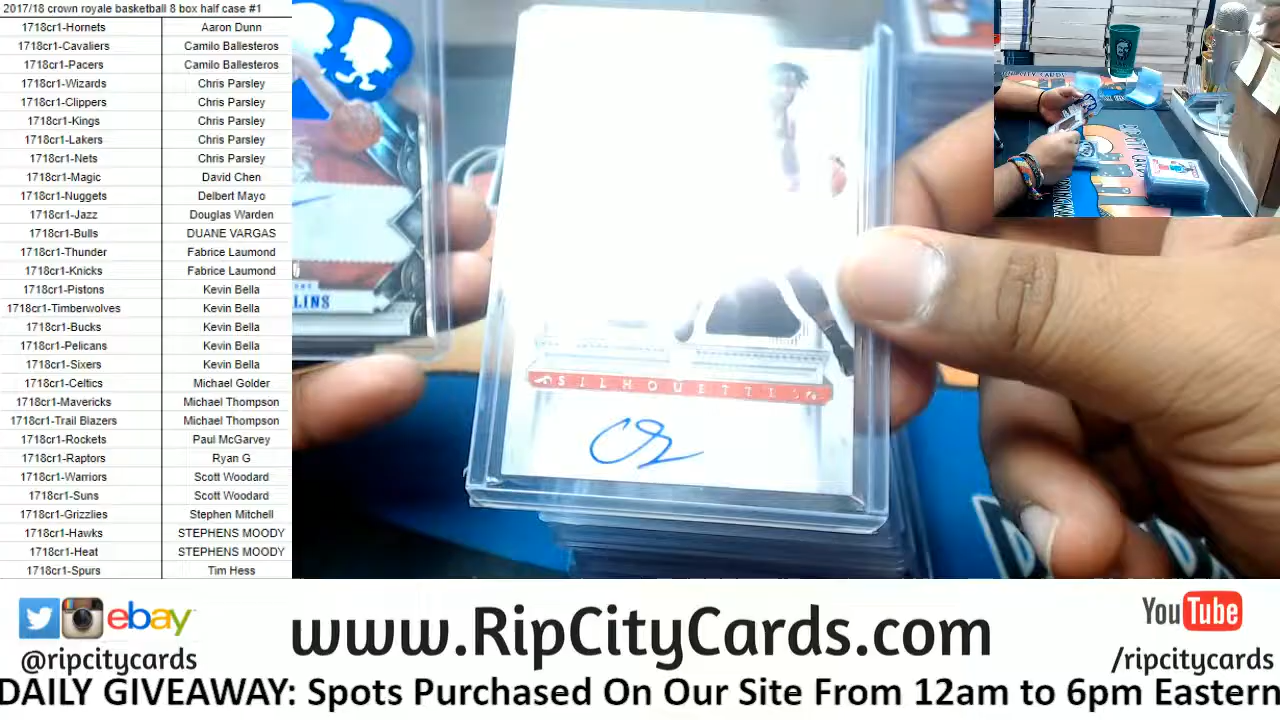 2017/18 crown royale basketball 8 box half case #1
1718cr1-Hornets Aaron Dunn
1718cr1-Cavaliers Camilo Ballesteros
1718cr1-Pacers Camilo Ballesteros
1718cr1-Wizards Chris Parsley
1718cr1-Clippers Chris Parsley
1718cr1-Kings Chris Parsley
1718cr1-Lakers Chris Parsley
1718cr1-Nets Chris Parsley
1718cr1-Magic David Chen
1718cr1-Nuggets Delbert Mayo
1718cr1-Jazz Douglas Warden
1718cr1-Bulls DUANE VARGAS
1718cr1-Thunder Fabrice Laumond
1718cr1-Knicks Fabrice Laumond
1718cr1-Pistons Kevin Bella
1718cr1-Timberwolves Kevin Bella
1718cr1-Bucks Kevin Bella
1718cr1-Pelicans Kevin Bella
1718cr1-Sixers Kevin Bella
1718cr1-Celtics Michael Golder
1718cr1-Mavericks Michael Thompson
1718cr1-Trail Blazers Michael Thompson
1718cr1-Rockets Paul McGarvey
1718cr1-Raptors Ryan G
1718cr1-Warriors Scott Woodard
1718cr1-Suns Scott Woodard
1718cr1-Grizzlies Stephen Mitchell
1718cr1-Hawks STEPHENS MOODY
1718cr1-Heat STEPHENS MOODY
1718cr1-Spurs Tim Hess
LINS
SILHOUETTES
ebay
@ripcitycards
www.RipCityCards.com
YouTube
/ripcitycards
DAILY GIVEAWAY: Spots Purchased On Our Site From 12am to 6pm Eastern